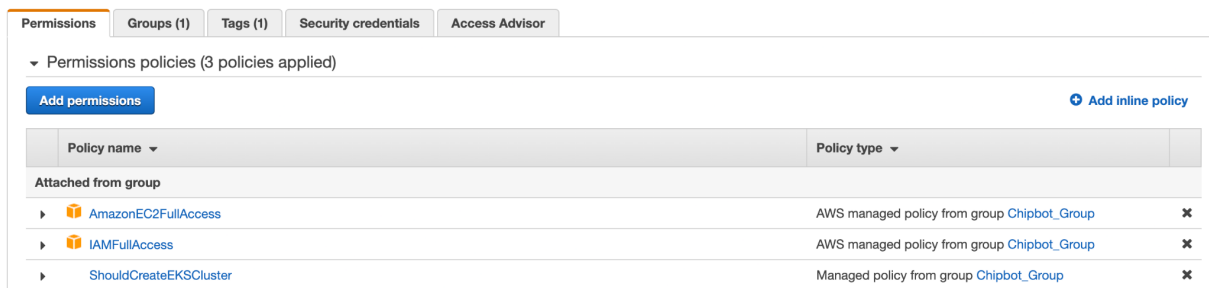 Permissions Groups (1) Tags (1) Security credentials Access Advisor
Permissions policies (3 policies applied)
Add permissions Add inline policy
Policy name Policy type
Attached from group
AmazonEC2FullAccess AWS managed policy from group Chipbot_Group
IAMFullAccess AWS managed policy from group Chipbot_Group
ShouldCreateEKSCluster Managed policy from group Chipbot_Group